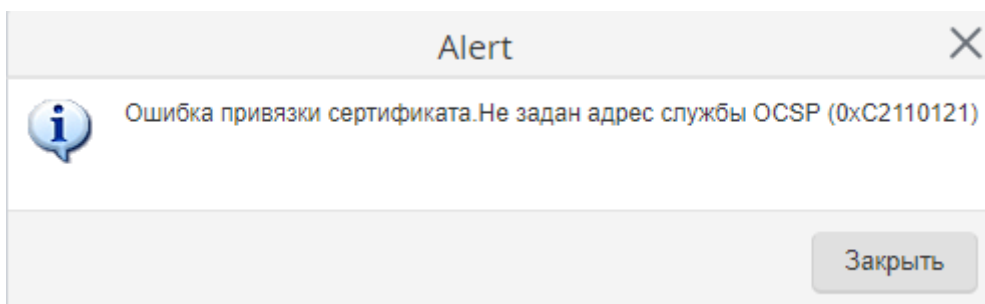 Alert
Ошибка привязки сертификата.Не задан адрес службы OCSP (0xC2110121)
Закрыть